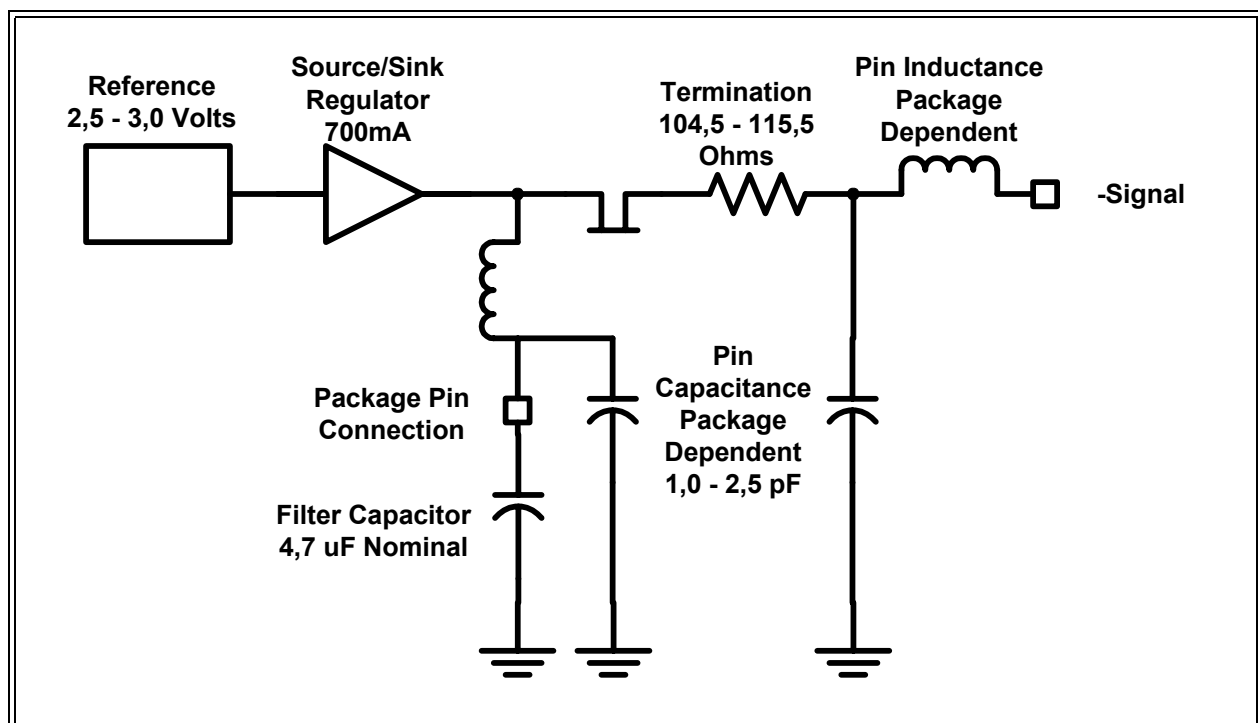 Reference
2,5 - 3,0 Volts
Source/Sink
Regulator
700mA
Termination
104,5 - 115,5
Ohms
Pin Inductance
Package
Dependent
-Signal
Package Pin
Connection
Pin
Capacitance
Package
Dependent
1,0 - 2,5 pF
Filter Capacitor
4,7 uF Nominal